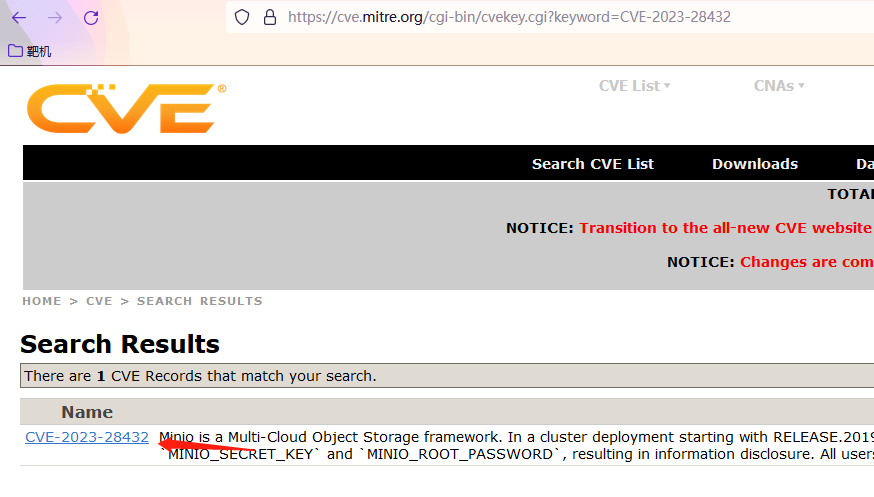 https://cve.mitre.org/cgi-bin/cvekey.cgi?keyword=CVE-2023-28432
靶机
CVE®
CVE List CNAs
Search CVE List Downloads Da
TOTAL
NOTICE: Transition to the all-new CVE website
NOTICE: Changes are com
HOME > CVE > SEARCH RESULTS
Search Results
There are 1 CVE Records that match your search.
Name
CVE-2023-28432 Minio is a Multi-Cloud Object Storage framework. In a cluster deployment starting with RELEASE.2019
`MINIO_SECRET_KEY` and `MINIO_ROOT_PASSWORD`, resulting in information disclosure. All users